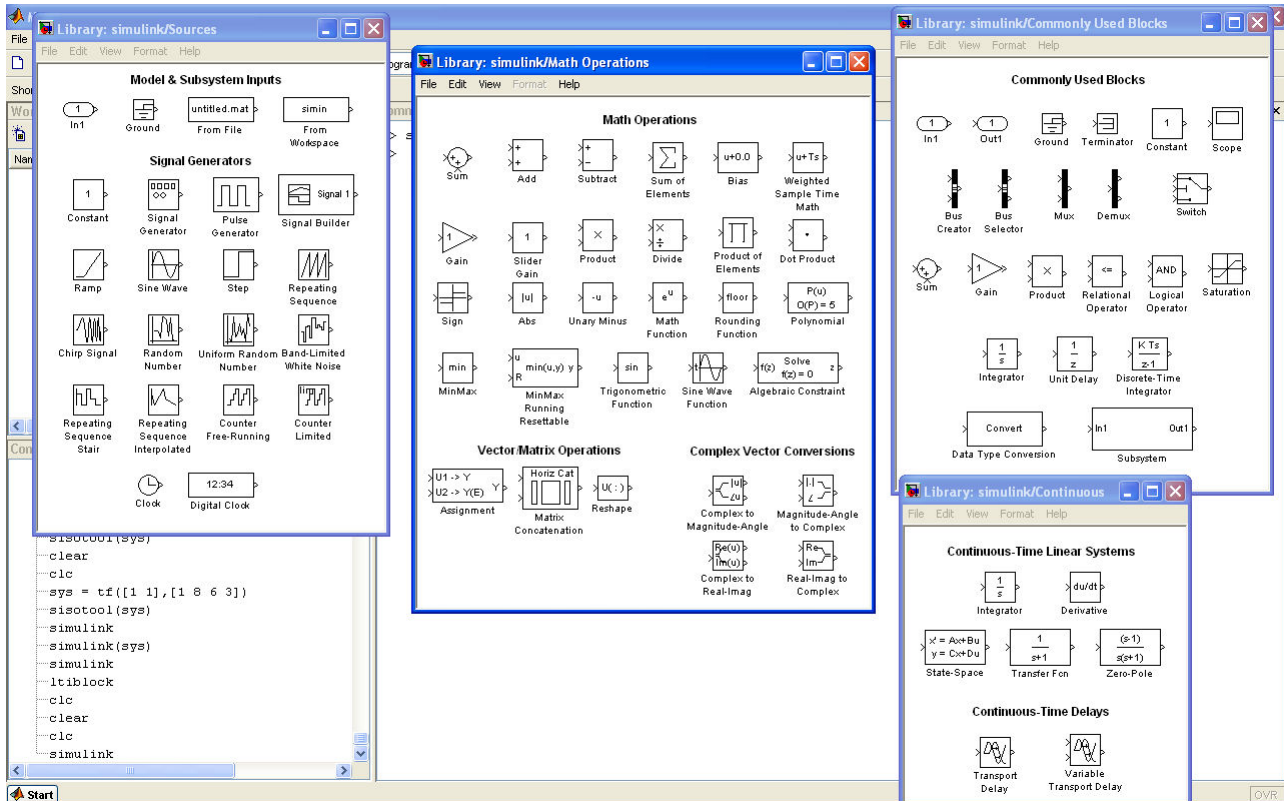 Library: simulink/Sources
File Edit View Format Help
Model & Subsystem Inputs
1
In1
Ground
untitled.mat
From File
simin
From
Workspace
Signal Generators
1
Constant
Signal
Generator
Pulse
Generator
Signal 1
Signal Builder
Ramp
Sine Wave
Step
Repeating
Sequence
Chirp Signal
Random
Number
Uniform Random
Number
Band-Limited
White Noise
Repeating
Sequence
Stair
Repeating
Sequence
Interpolated
Counter
Free-Running
Counter
Limited
Clock
12:34
Digital Clock
File
sisotool(sys)
clear
clc
sys = tf([1 1],[1 8 6 3])
sisotool(sys)
simulink
simulink(sys)
simulink
ltiblock
clc
clear
clc
simulink
Start
Library: simulink/Math Operations
File Edit View Format Help
Math Operations
Sum
Add
Subtract
Sum of
Elements
u+0.0
Bias
u+Ts
Weighted
Sample Time
Math
1
Gain
1
Slider
Gain
×
Product
×
÷
Divide
Product of
Elements
Dot Product
Sign
|u|
Abs
-u
Unary Minus
e^u
Math
Function
floor
Rounding
Function
P(u)
O(P) = 5
Polynomial
min
MinMax
u
R
min(u,y) y
MinMax
Running
Resettable
sin
Trigonometric
Function
t
Sine Wave
Function
Solve
f(z) f(z) = 0 z
Algebraic Constraint
Vector/Matrix Operations
U1 -> Y
U2 -> Y(E) Y
Assignment
Horiz Cat
Matrix
Concatenation
U( : )
Reshape
Complex Vector Conversions
|u|
∠u
Complex to
Magnitude-Angle
|.|
∠
Magnitude-Angle
to Complex
Re(u)
Im(u)
Complex to
Real-Imag
Re
Im
Real-Imag to
Complex
Library: simulink/Commonly Used Blocks
File Edit View Format Help
Commonly Used Blocks
1
In1
1
Out1
Ground
Terminator
1
Constant
Scope
Bus
Creator
Bus
Selector
Mux
Demux
Switch
Sum
1
Gain
×
Product
<=
Relational
Operator
AND
Logical
Operator
Saturation
1
s
Integrator
1
z
Unit Delay
K Ts
z-1
Discrete-Time
Integrator
Convert
Data Type Conversion
In1 Out1
Subsystem
Library: simulink/Continuous
File Edit View Format Help
Continuous-Time Linear Systems
1
s
Integrator
du/dt
Derivative
x' = Ax+Bu
y = Cx+Du
State-Space
1
s+1
Transfer Fcn
(s-1)
s(s+1)
Zero-Pole
Continuous-Time Delays
Transport
Delay
Variable
Transport Delay
OVR